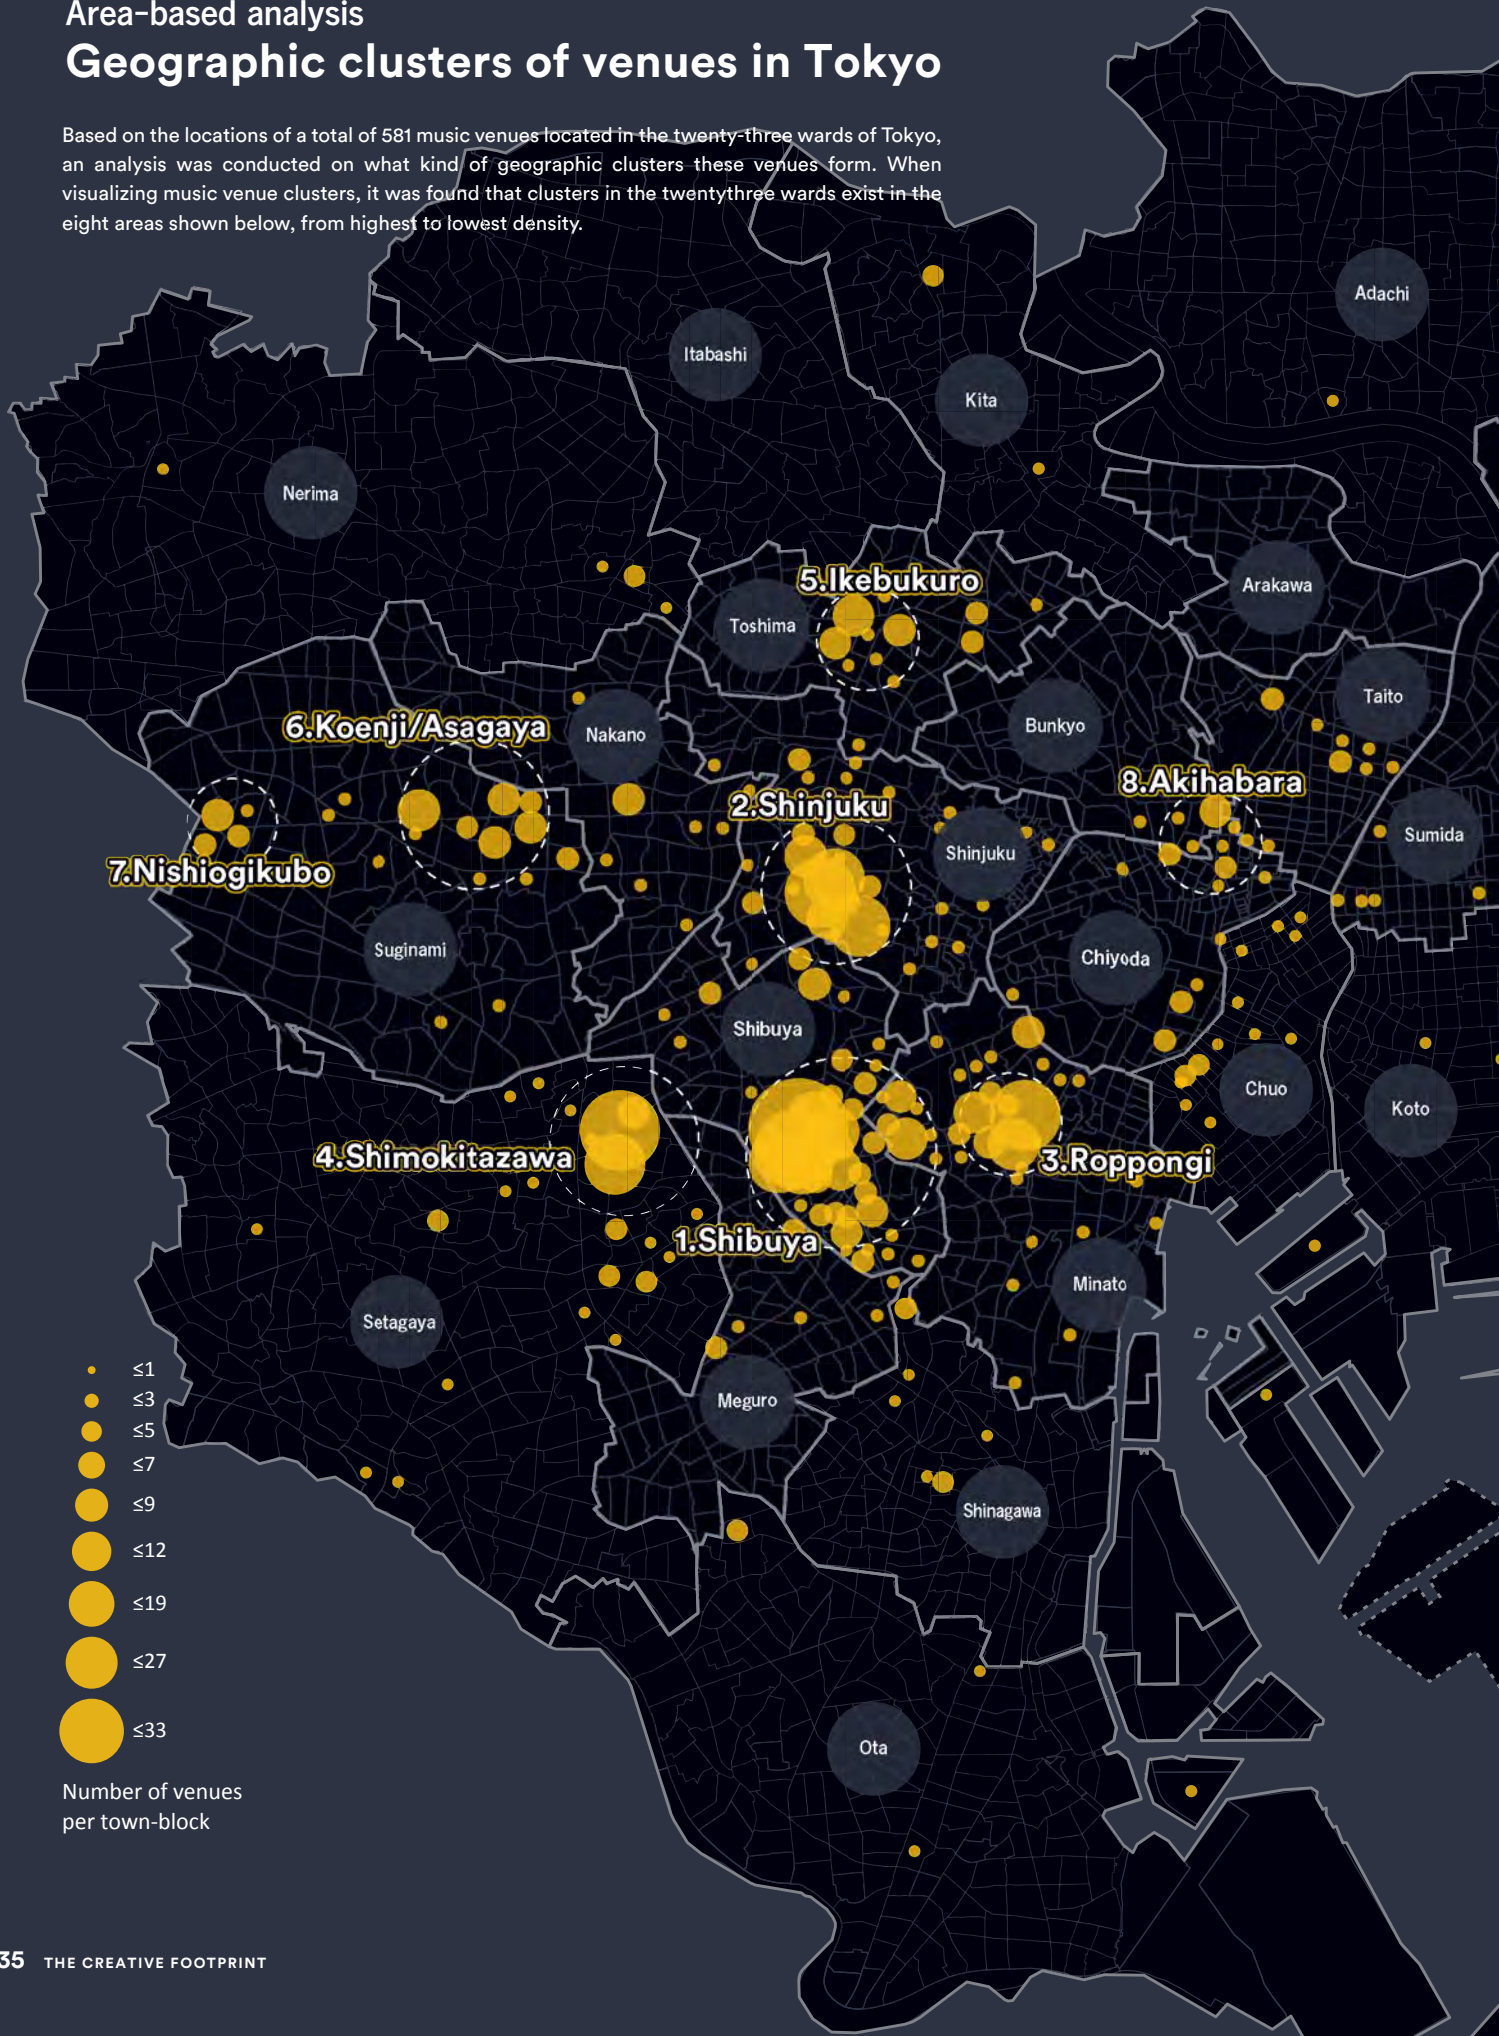 Area-based analysis
Geographic clusters of venues in Tokyo
Based on the locations of a total of 581 music venues located in the twenty-three wards of Tokyo,
an analysis was conducted on what kind of geographic clusters these venues form. When
visualizing music venue clusters, it was found that clusters in the twentythree wards exist in the
eight areas shown below, from highest to lowest density.
Adachi
Itabashi
Kita
Nerima
5.Ikebukuro
Arakawa
Toshima
Taito
6.Koenji/Asagaya
Nakano
Bunkyo
8.Akihabara
2.Shinjuku
Sumida
Shinjuku
7.Nishiogikubo
Suginami
Chiyoda
Shibuya
Chuo
Koto
4.Shimokitazawa
3.Roppongi
1.Shibuya
Minato
Setagaya
Meguro
Shinagawa
Ota
≤1
≤3
≤5
≤7
≤9
≤12
≤19
≤27
≤33
Number of venues
per town-block
35 THE CREATIVE FOOTPRINT